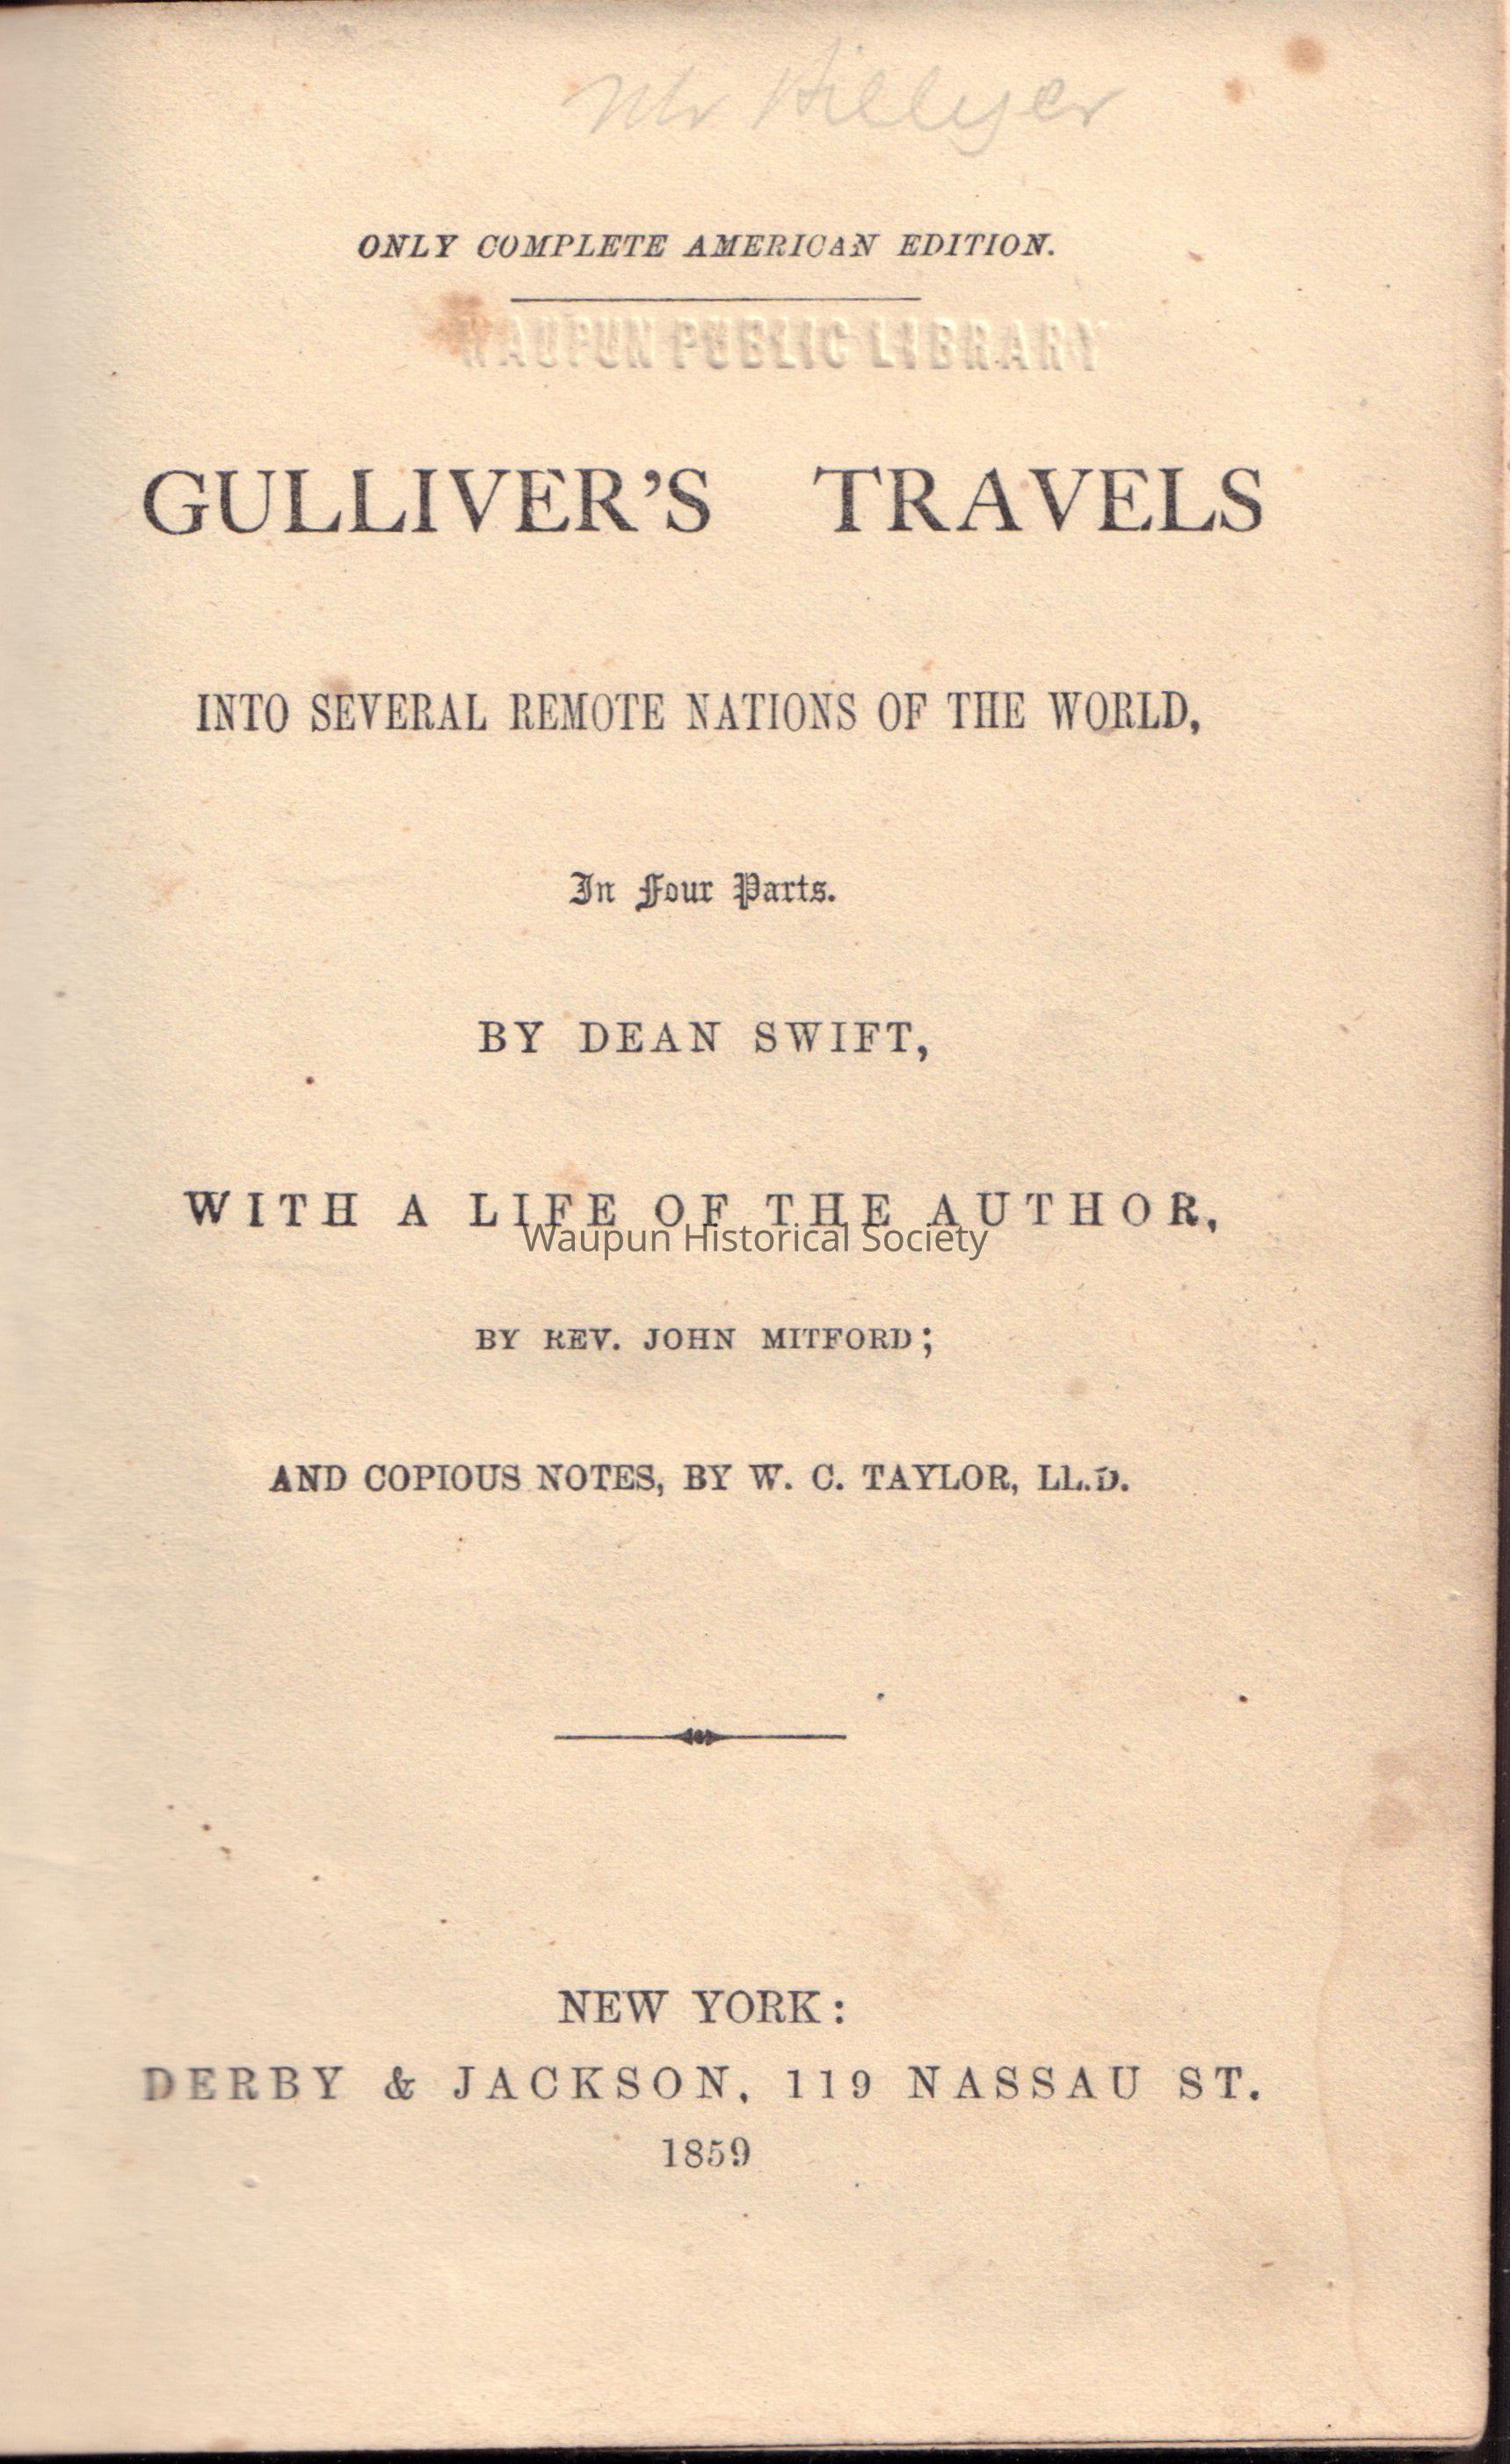 Mr Hillyer
ONLY COMPLETE AMERICAN EDITION.
WAUPUN PUBLIC LIBRARY
GULLIVER'S TRAVELS
INTO SEVERAL REMOTE NATIONS OF THE WORLD,
In Four Parts.
BY DEAN SWIFT,
WITH A LIFE OF THE AUTHOR,
Waupun Historical Society
BY REV. JOHN MITFORD;
AND COPIOUS NOTES, BY W. C. TAYLOR, LL.D.
NEW YORK:
DERBY & JACKSON, 119 NASSAU ST.
1859